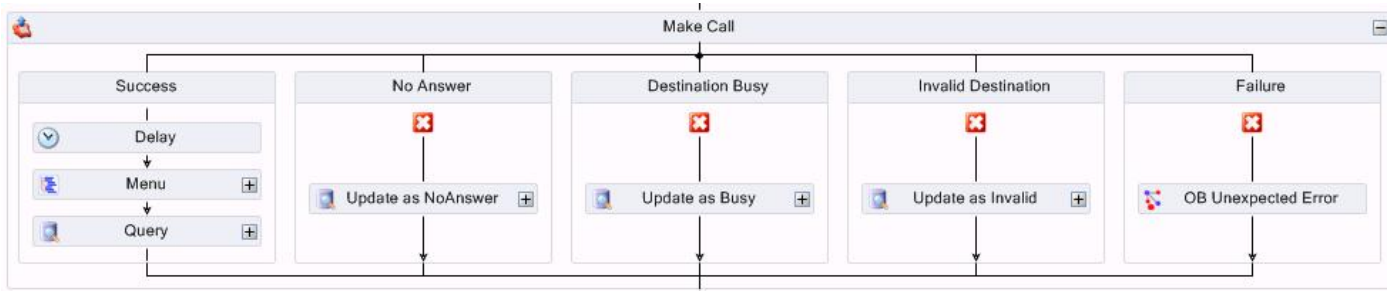 Make Call
Success
No Answer
Destination Busy
Invalid Destination
Failure
Delay
Menu
Query
Update as NoAnswer
Update as Busy
Update as Invalid
OB Unexpected Error